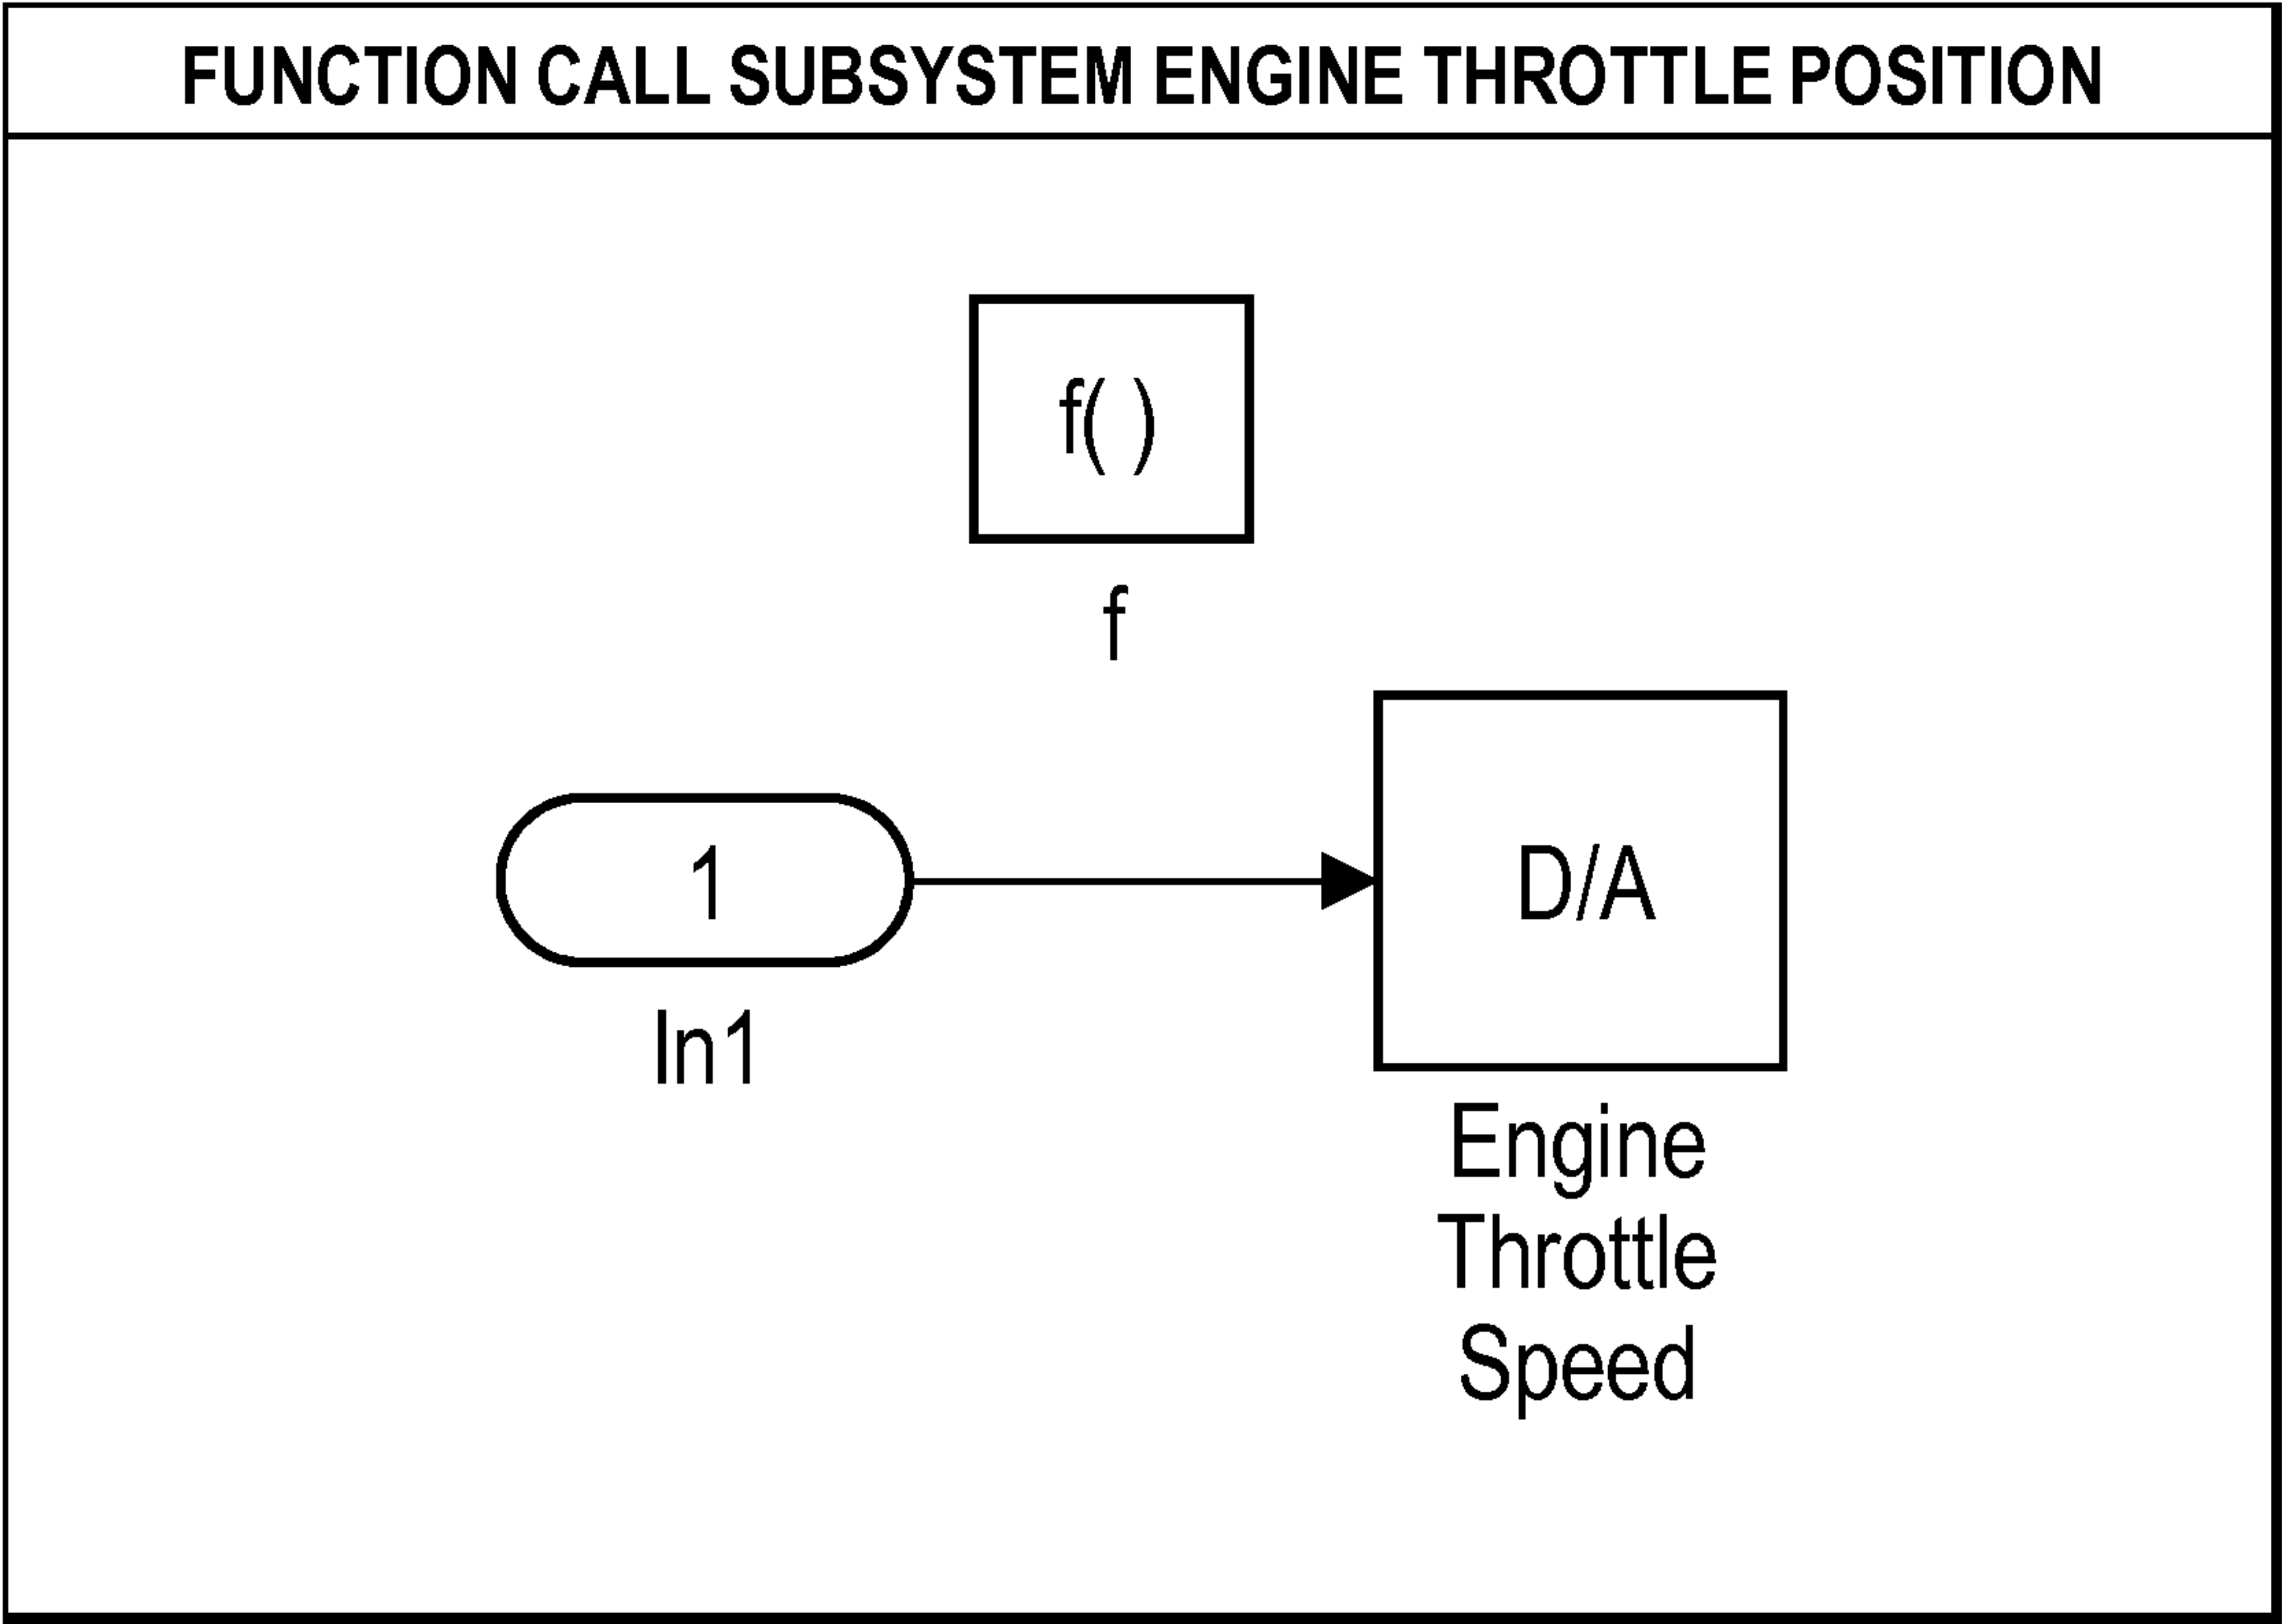 FUNCTION CALL SUBSYSTEM ENGINE THROTTLE POSITION
f( )
f
1
In1
D/A
Engine
Throttle
Speed